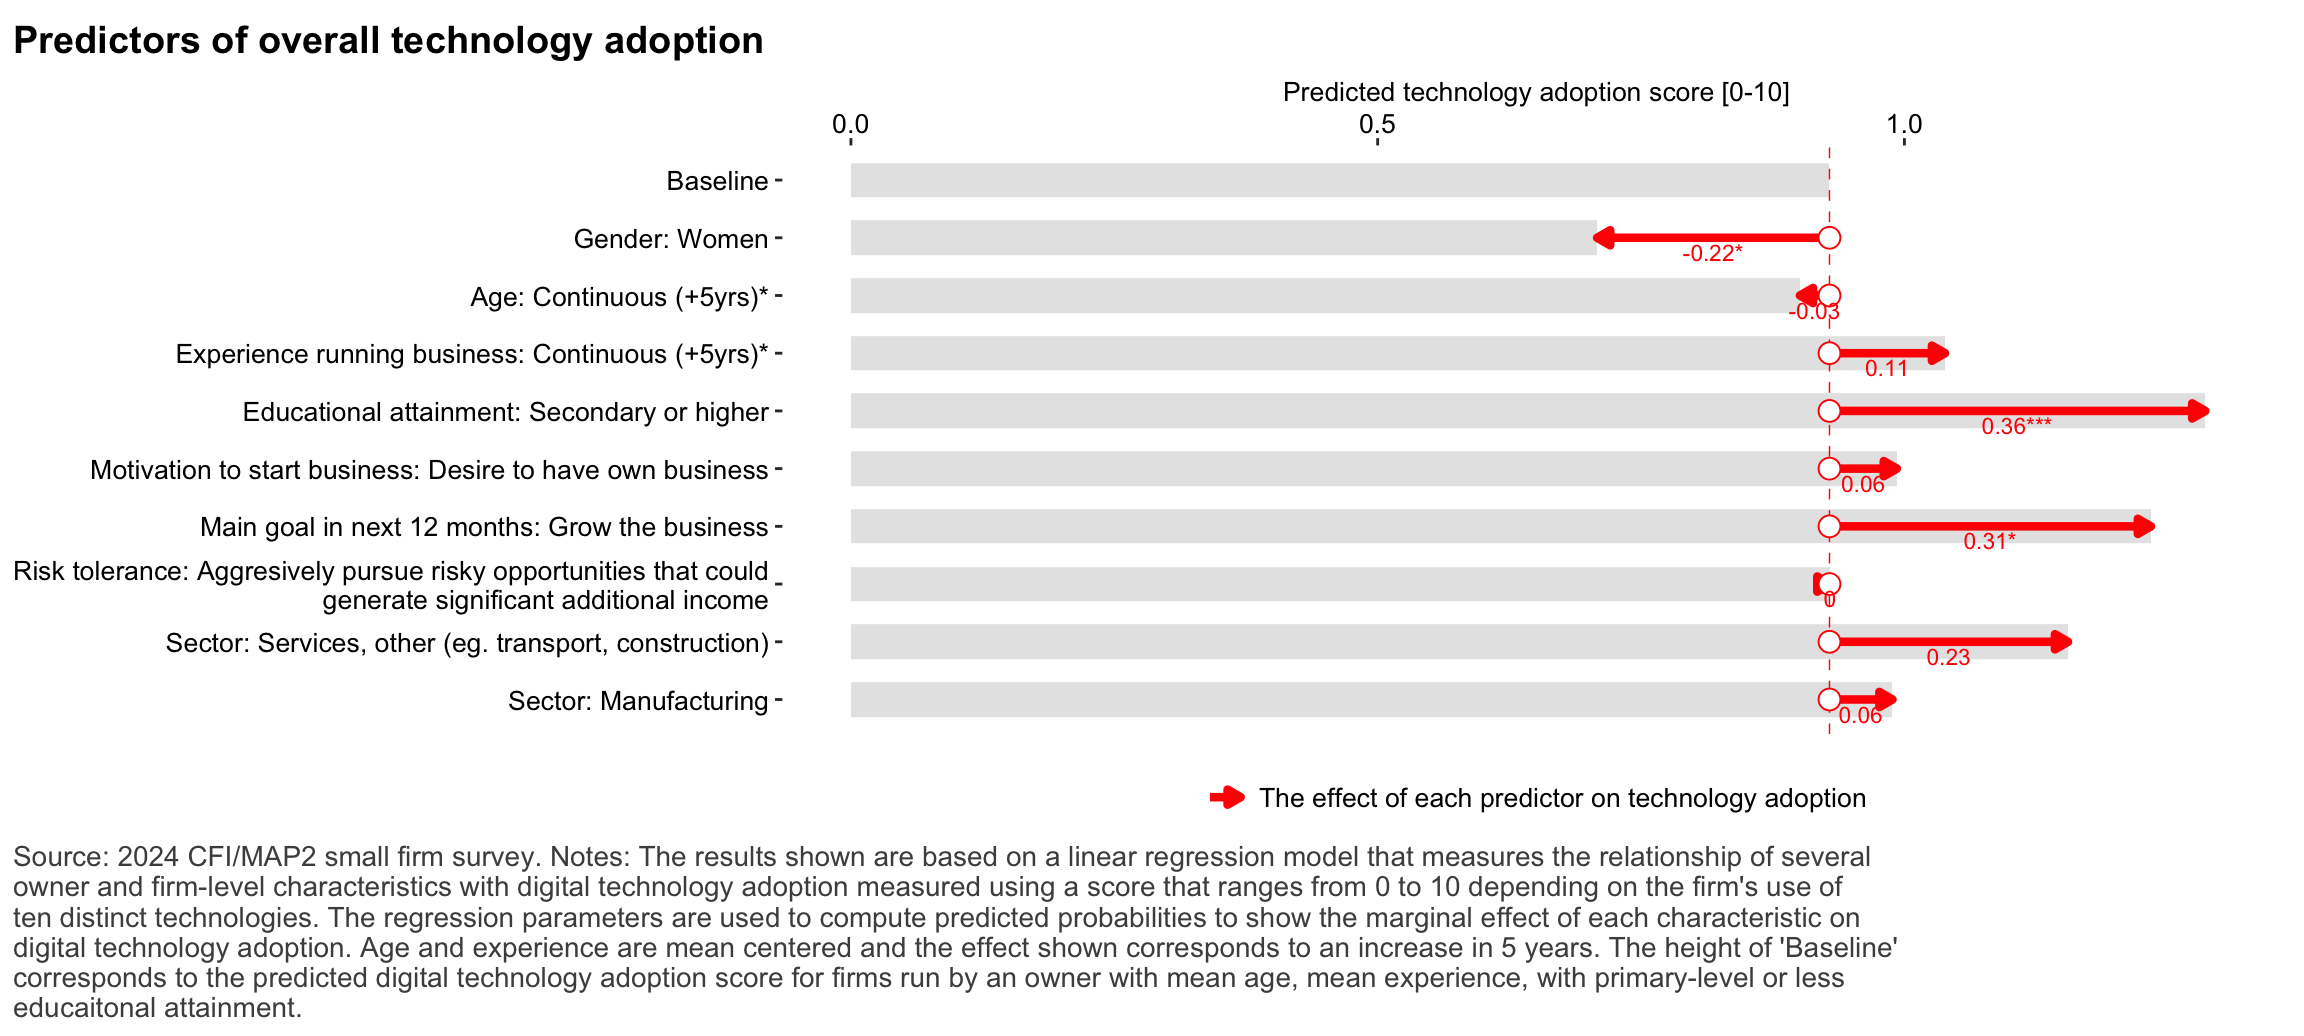 Predictors of overall technology adoption
Predicted technology adoption score [0-10]
0.0 0.5 1.0
Baseline
Gender: Women
-0.22*
Age: Continuous (+5yrs)*
-0.03
Experience running business: Continuous (+5yrs)*
0.11
Educational attainment: Secondary or higher
0.36***
Motivation to start business: Desire to have own business
0.06
Main goal in next 12 months: Grow the business
0.31*
Risk tolerance: Aggresively pursue risky opportunities that could
generate significant additional income
0
Sector: Services, other (eg. transport, construction)
0.23
Sector: Manufacturing
0.06
The effect of each predictor on technology adoption
Source: 2024 CFI/MAP2 small firm survey. Notes: The results shown are based on a linear regression model that measures the relationship of several
owner and firm-level characteristics with digital technology adoption measured using a score that ranges from 0 to 10 depending on the firm's use of
ten distinct technologies. The regression parameters are used to compute predicted probabilities to show the marginal effect of each characteristic on
digital technology adoption. Age and experience are mean centered and the effect shown corresponds to an increase in 5 years. The height of 'Baseline'
corresponds to the predicted digital technology adoption score for firms run by an owner with mean age, mean experience, with primary-level or less
educaitonal attainment.